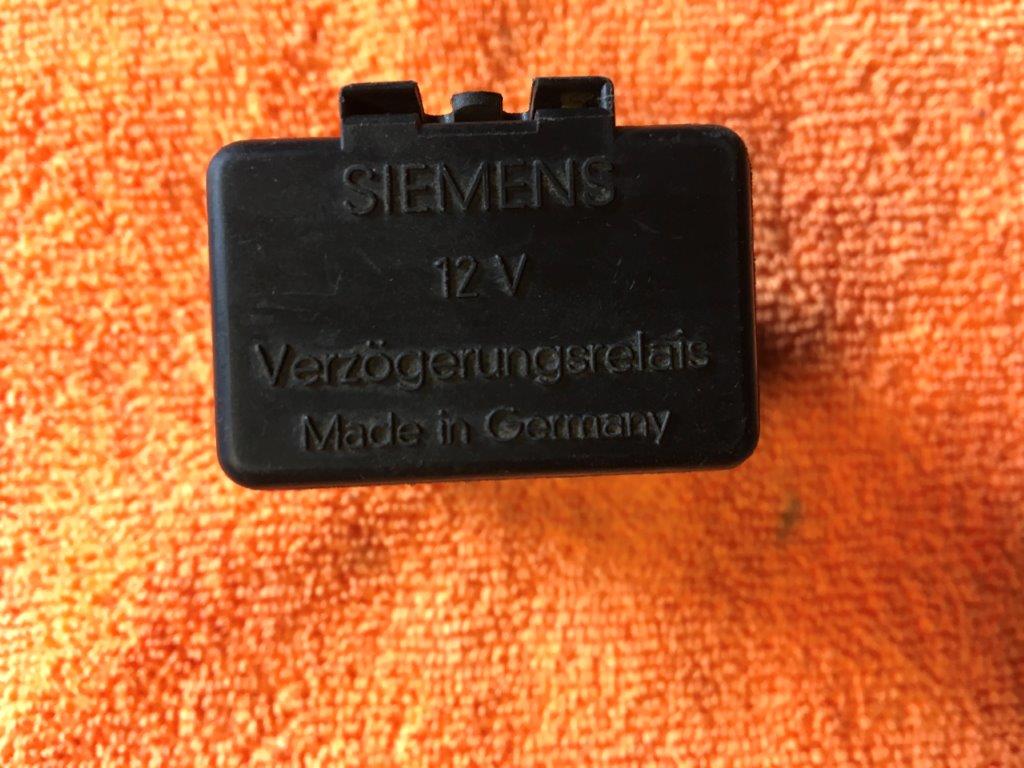 SIEMENS
12 V
Verzögerungsrelais
Made in Germany